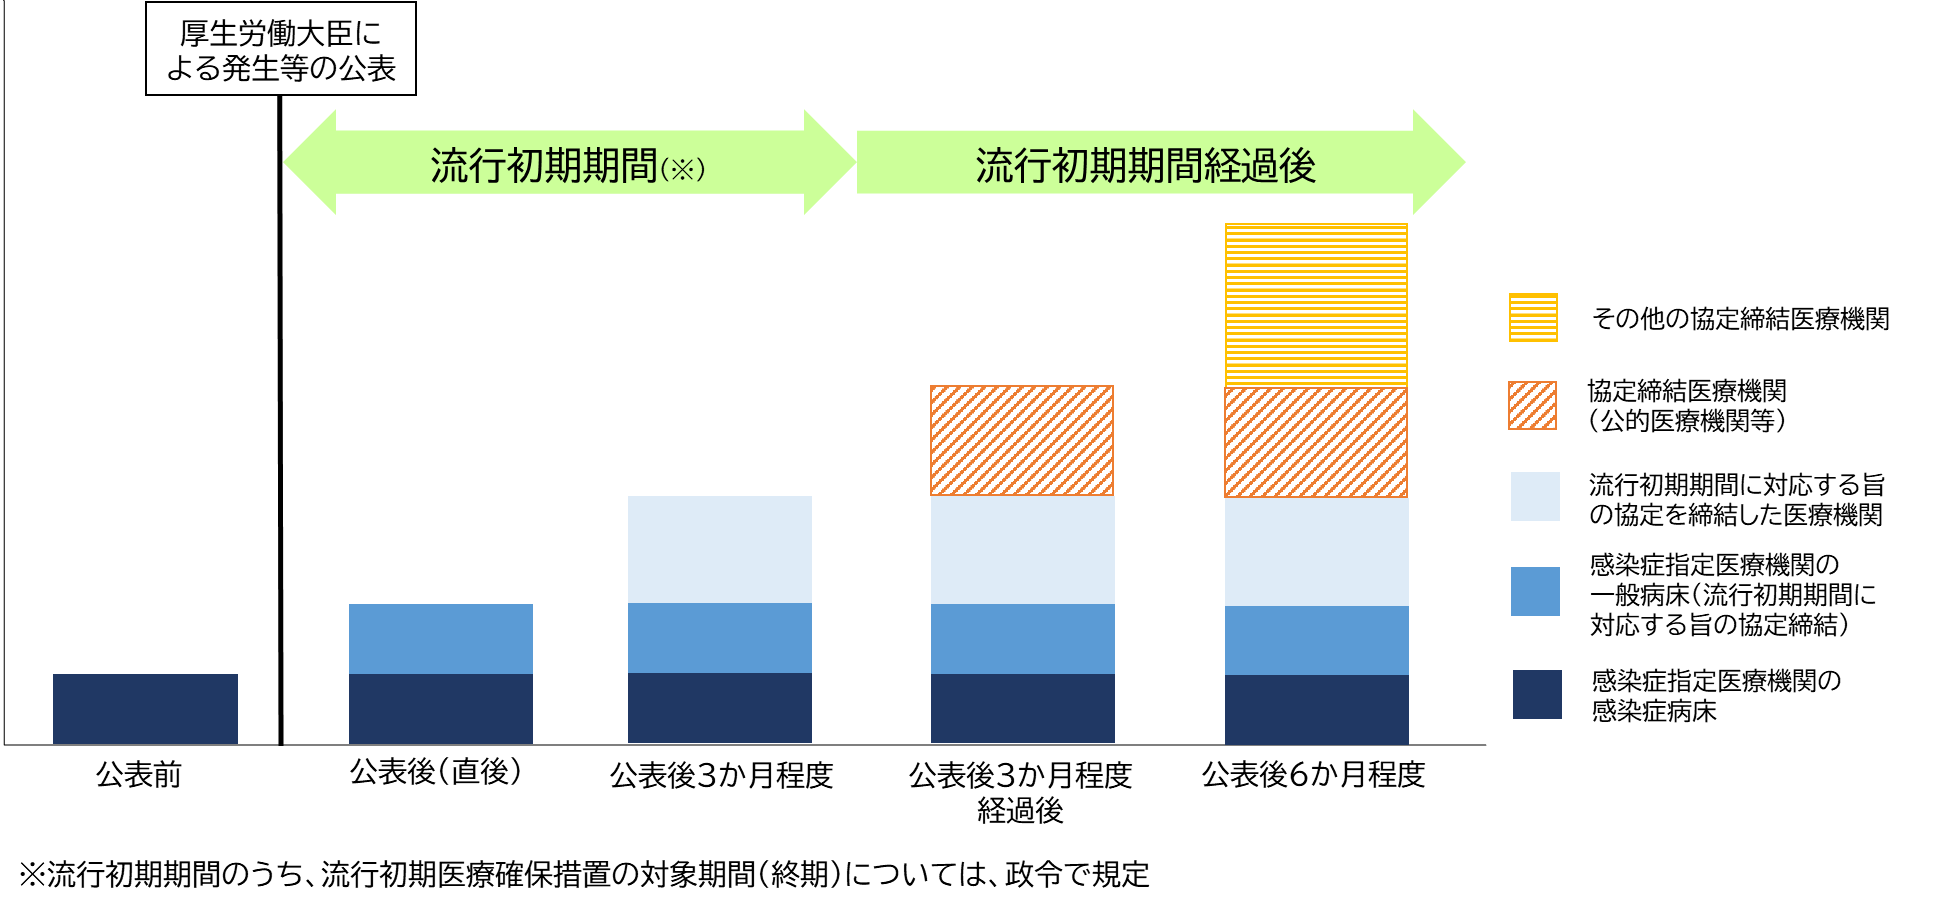 厚生労働大臣に
よる発生等の公表
流行初期期間(※)
流行初期期間経過後
その他の協定締結医療機関
協定締結医療機関
(公的医療機関等)
流行初期期間に対応する旨
の協定を締結した医療機関
感染症指定医療機関の
一般病床(流行初期期間に
対応する旨の協定締結)
感染症指定医療機関の
感染症病床
公表前
公表後(直後)
公表後3か月程度
公表後3か月程度
経過後
公表後6か月程度
※流行初期期間のうち、流行初期医療確保措置の対象期間(終期)については、政令で規定